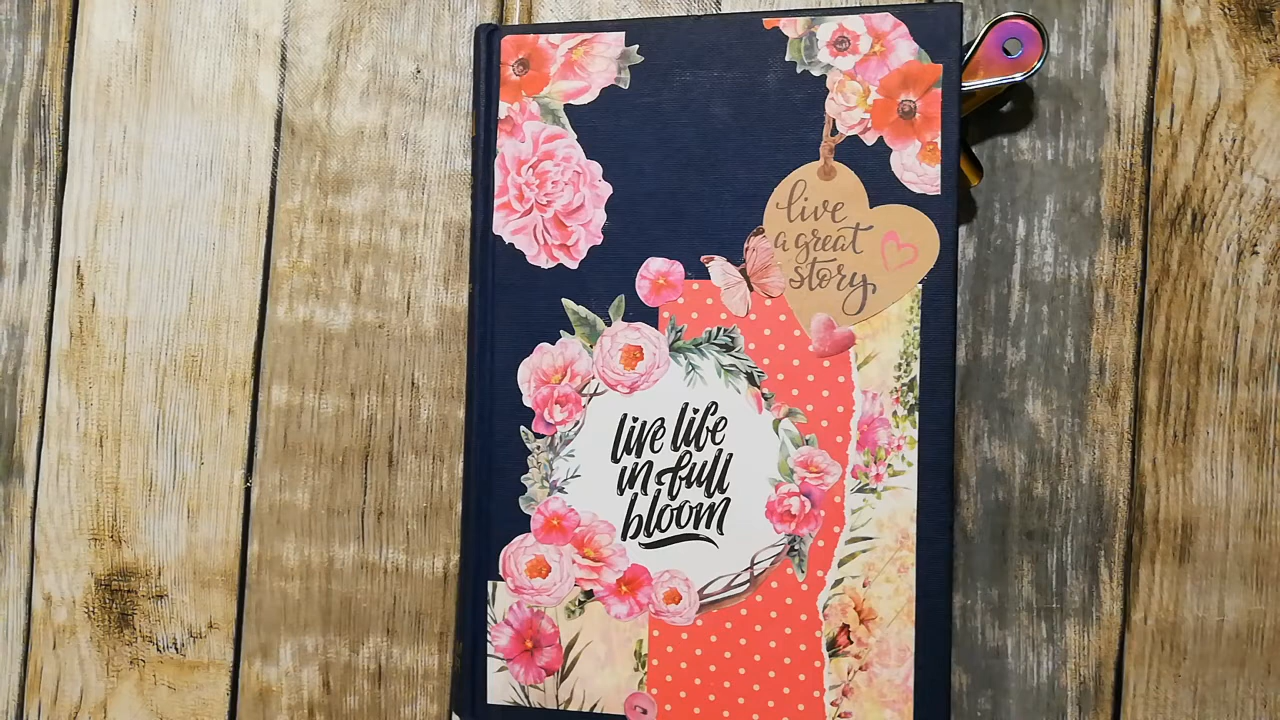 live
a great
story
live life
in full
bloom